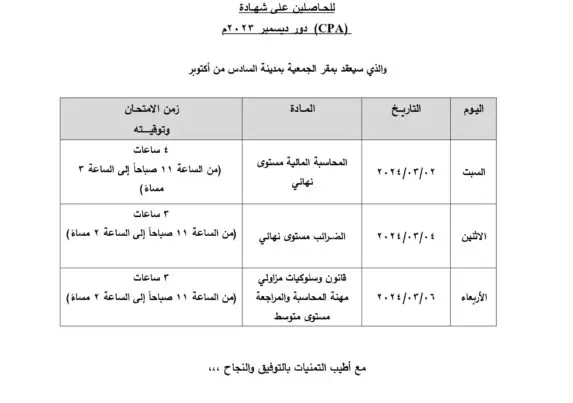 للحاصلين على شهادة
(CPA) دور ديسمبر ٢٠٢٣م
والذي سيعقد بمقر الجمعية بمدينة السادس من أكتوبر
اليوم
التاريخ
المادة
زمن الامتحان
وتوقيته
السبت
٢٠٢٤/٠٣/٠٢
المحاسبة المالية مستوى
نهائي
٤ ساعات
(من الساعة ١١ صباحاً إلى الساعة ٣
مساءً)
الاثنين
٢٠٢٤/٠٣/٠٤
الضرائب مستوى نهائي
٣ ساعات
(من الساعة ١١ صباحاً إلى الساعة ٢ مساءً)
الأربعاء
٢٠٢٤/٠٣/٠٦
قانون وسلوكيات مزاولي
مهنة المحاسبة والمراجعة
مستوى متوسط
٣ ساعات
(من الساعة ١١ صباحاً إلى الساعة ٢ مساءً)
مع أطيب التمنيات بالتوفيق والنجاح ،،،